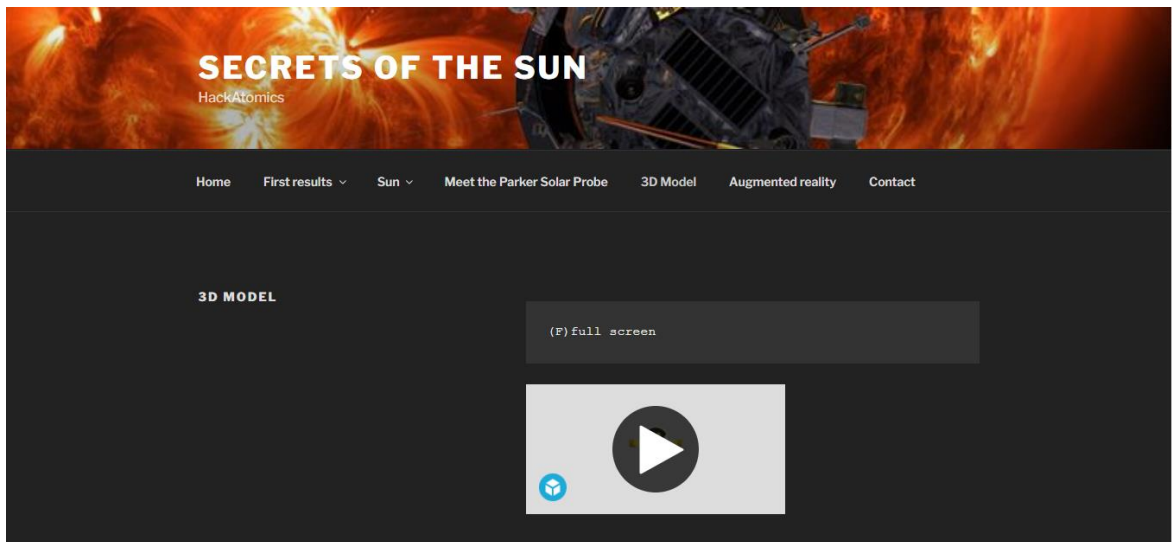 SECRETS OF THE SUN
HackAtomics
Home First results Sun Meet the Parker Solar Probe 3D Model Augmented reality Contact
3D MODEL
(F)full screen